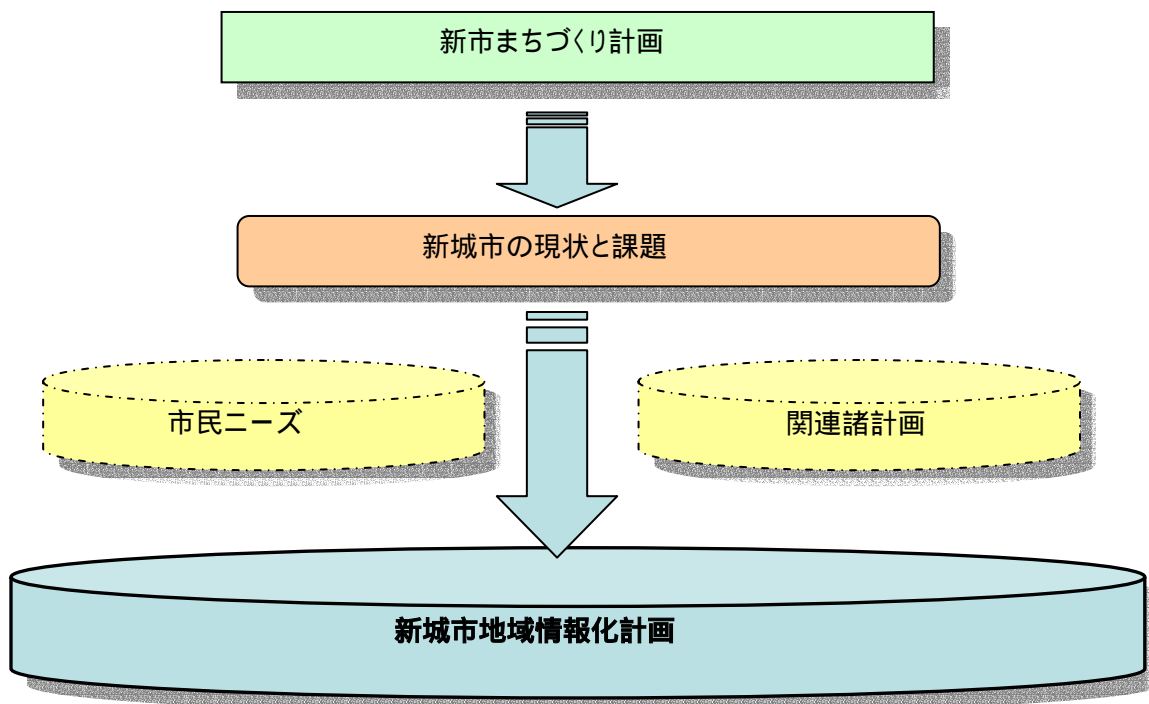 新市まちづくり計画
新城市の現状と課題
市民ニーズ
関連諸計画
新城市地域情報化計画